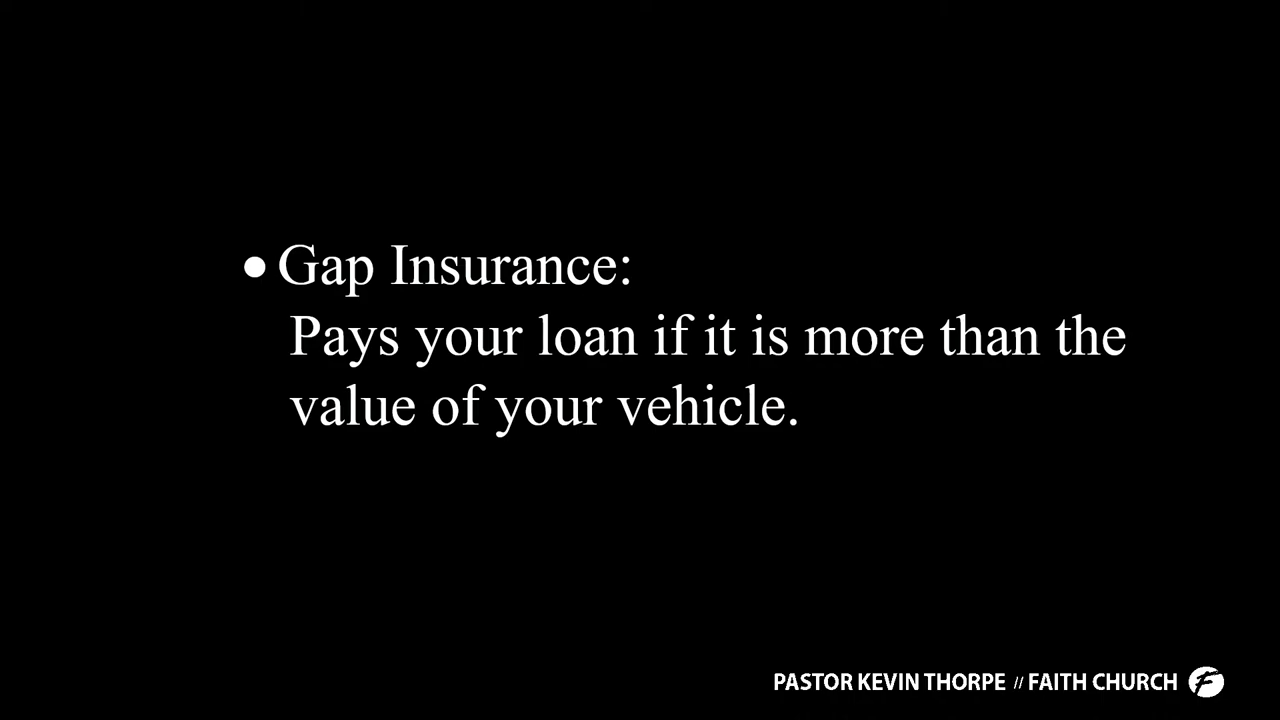 • Gap Insurance:
Pays your loan if it is more than the
value of your vehicle.
PASTOR KEVIN THORPE // FAITH CHURCH F